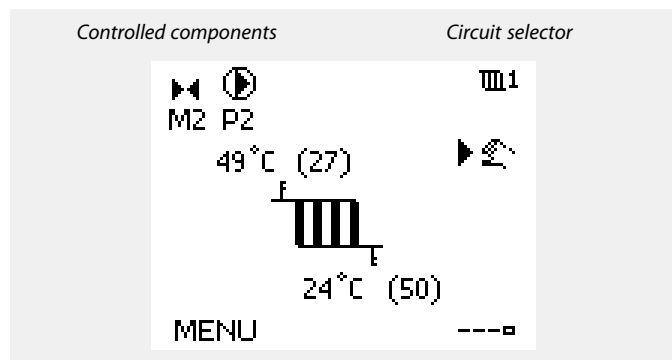 Controlled components Circuit selector
1
M2 P2
49°C (27)
24°C (50)
MENU ---